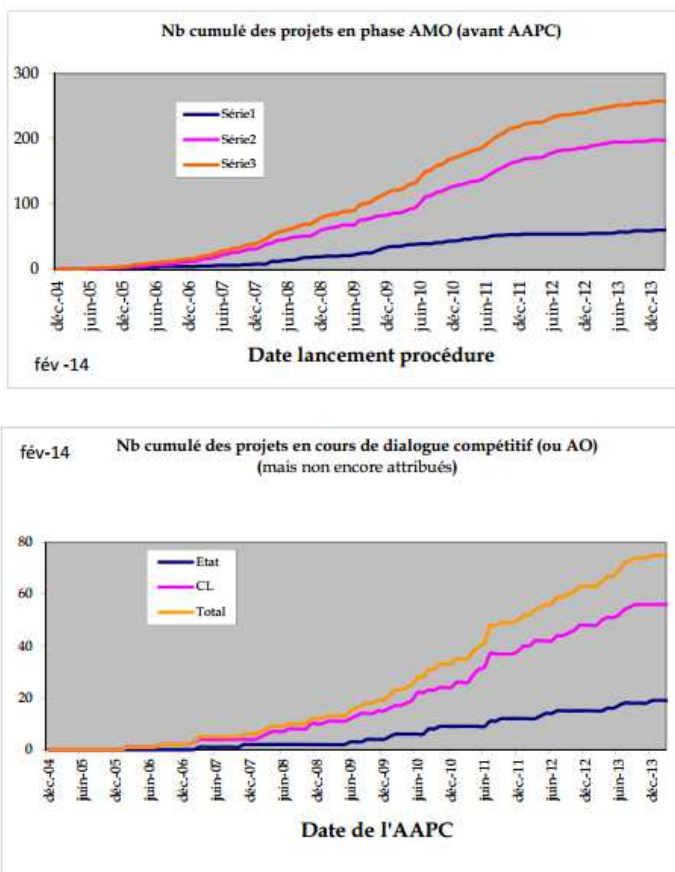 Nb cumulé des projets en phase AMO (avant AAPC)
300
200
100
0
Série1
Série2
Série3
déc.-04
juin-05
déc.-05
juin-06
déc.-06
juin-07
déc.-07
juin-08
déc.-08
juin-09
déc.-09
juin-10
déc.-10
juin-11
déc.-11
juin-12
déc.-12
juin-13
déc.-13
Date lancement procédure
fév -14
fév-14
Nb cumulé des projets en cours de dialogue compétitif (ou AO)
(mais non encore attribués)
80
60
40
20
0
Etat
CL
Total
déc.-04
juin-05
déc.-05
juin-06
déc.-06
juin-07
déc.-07
juin-08
déc.-08
juin-09
déc.-09
juin-10
déc.-10
juin-11
déc.-11
juin-12
déc.-12
juin-13
déc.-13
Date de l'AAPC